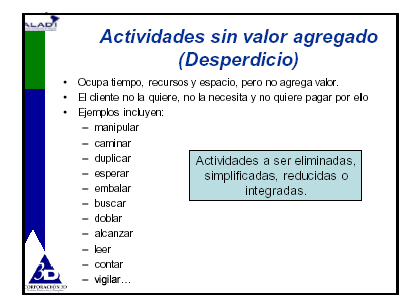 ALADI
Actividades sin valor agregado
(Desperdicio)
• Ocupa tiempo, recursos y espacio, pero no agrega valor.
• El cliente no la quiere, no la necesita y no quiere pagar por ello
• Ejemplos incluyen:
– manipular
– caminar
– duplicar
– esperar
– embalar
– buscar
– doblar
– alcanzar
– leer
– contar
– vigilar...
Actividades a ser eliminadas,
simplificadas, reducidas o
integradas.
3D
CORPORACION 3D